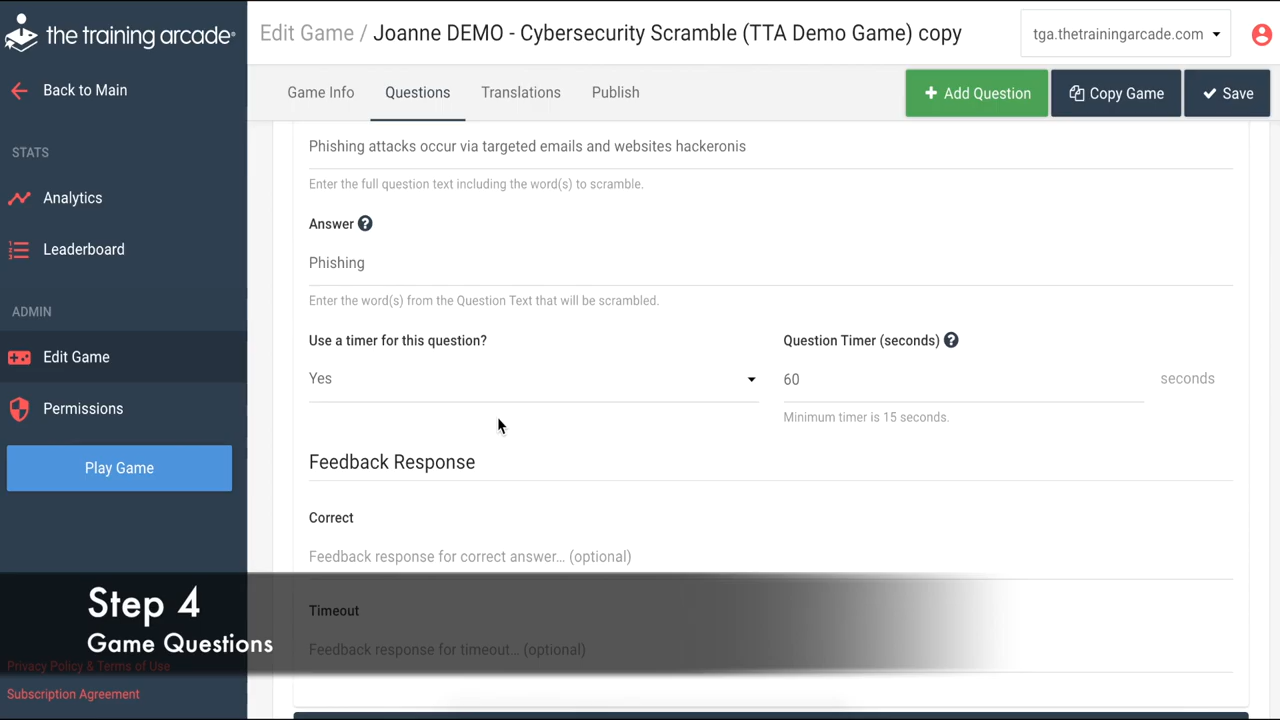 the training arcade®
Edit Game / Joanne DEMO - Cybersecurity Scramble (TTA Demo Game) copy
tga.thetrainingarcade.com
Back to Main
STATS
Analytics
Leaderboard
ADMIN
Edit Game
Permissions
Play Game
Game Info
Questions
Translations
Publish
Add Question
Copy Game
Save
Phishing attacks occur via targeted emails and websites hackeronis
Enter the full question text including the word(s) to scramble.
Answer ?
Phishing
Enter the word(s) from the Question Text that will be scrambled.
Use a timer for this question?
Yes
Question Timer (seconds) ?
60
seconds
Minimum timer is 15 seconds.
Feedback Response
Correct
Feedback response for correct answer... (optional)
Timeout
Feedback response for timeout... (optional)
Step 4
Game Questions
Privacy Policy & Terms of Use
Subscription Agreement